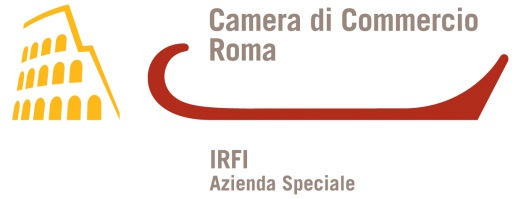 Camera di Commercio
Roma
IRFI
Azienda Speciale